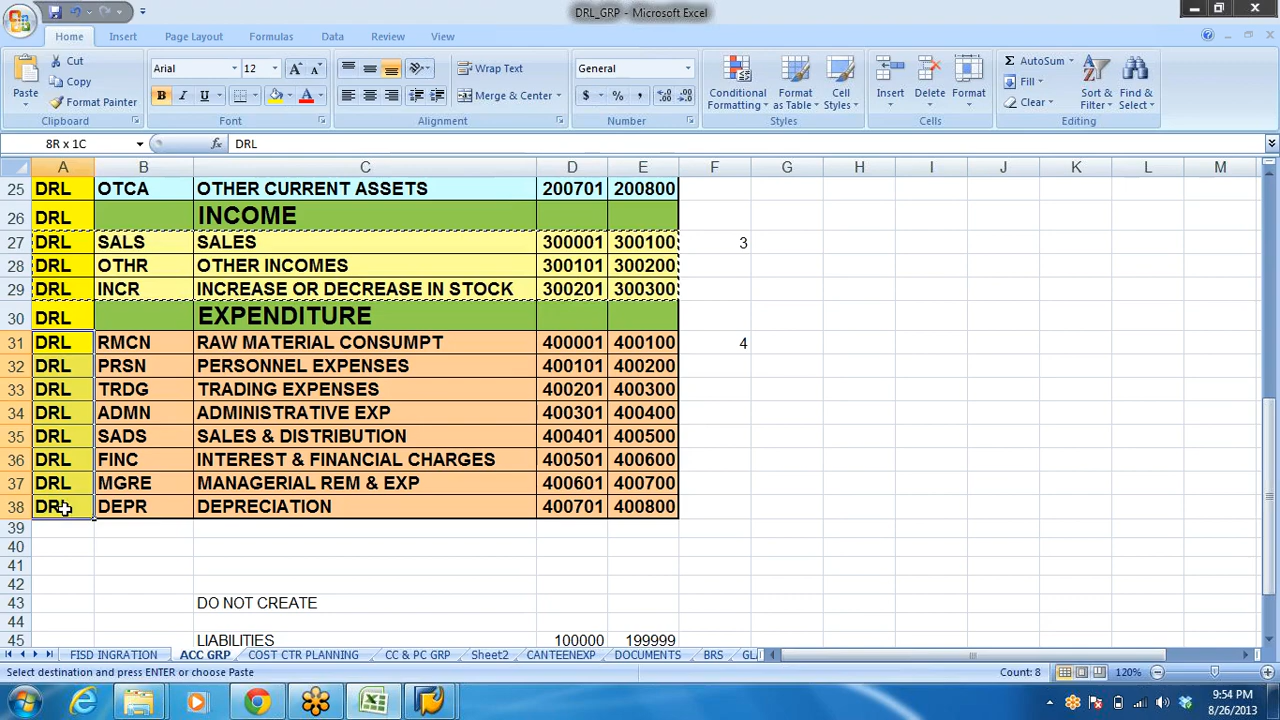 DRL_GRP - Microsoft Excel
Home Insert Page Layout Formulas Data Review View
Paste Cut Copy Format Painter Clipboard
Arial 12 A A B I U A Font
Wrap Text Merge & Center Alignment
General $ % , Number
Conditional Formatting Format as Table Cell Styles Styles
Insert Delete Format Cells
Σ AutoSum Fill Clear Sort & Filter Find & Select Editing
8R x 1C fx DRL
A B C D E F G H I J K L M
25 DRL OTCA OTHER CURRENT ASSETS 200701 200800
26 DRL INCOME
27 DRL SALS SALES 300001 300100 3
28 DRL OTHR OTHER INCOMES 300101 300200
29 DRL INCR INCREASE OR DECREASE IN STOCK 300201 300300
30 DRL EXPENDITURE
31 DRL RMCN RAW MATERIAL CONSUMPT 400001 400100 4
32 DRL PRSN PERSONNEL EXPENSES 400101 400200
33 DRL TRDG TRADING EXPENSES 400201 400300
34 DRL ADMN ADMINISTRATIVE EXP 400301 400400
35 DRL SADS SALES & DISTRIBUTION 400401 400500
36 DRL FINC INTEREST & FINANCIAL CHARGES 400501 400600
37 DRL MGRE MANAGERIAL REM & EXP 400601 400700
38 DRL DEPR DEPRECIATION 400701 400800
39
40
41
42
43 DO NOT CREATE
44
45 LIABILITIES 100000 199999
FISD INGRATION ACC GRP COST CTR PLANNING CC & PC GRP Sheet2 CANTEENEXP DOCUMENTS BRS GL
Select destination and press ENTER or choose Paste Count: 8 120%
9:54 PM
8/26/2013